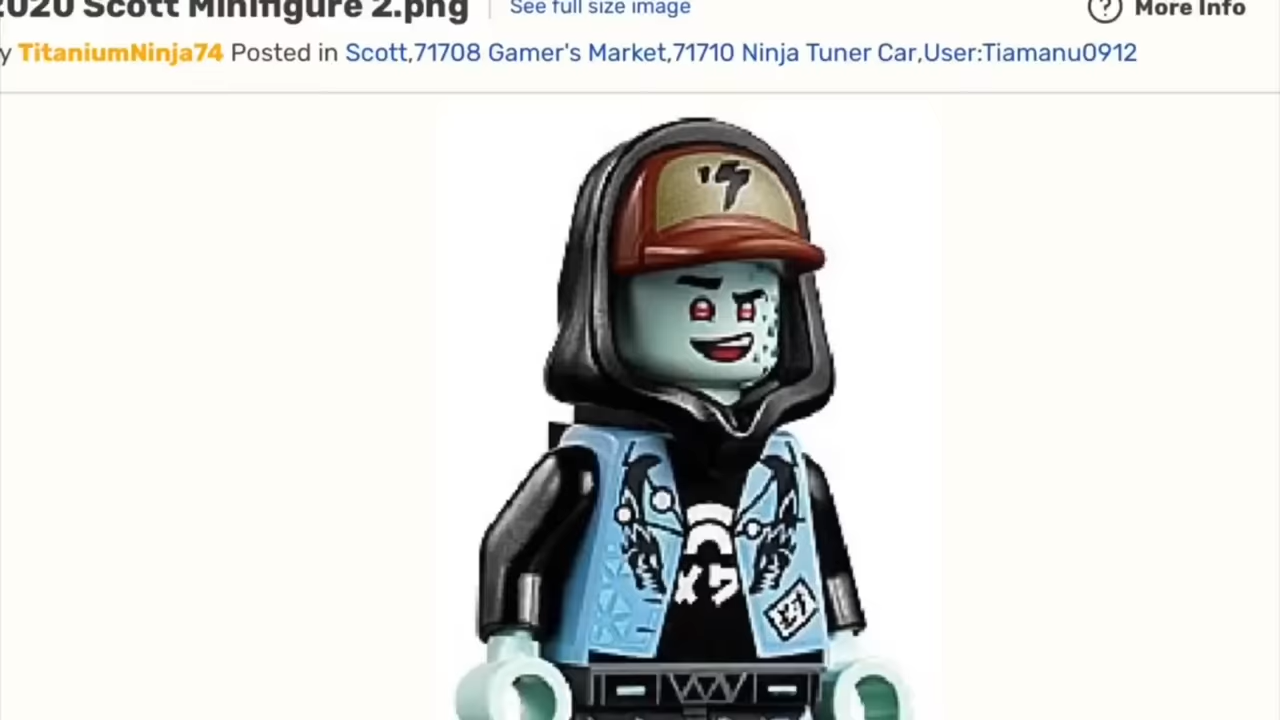 2020 Scott Minifigure 2.png See full size image ? More Info
y TitaniumNinja74 Posted in Scott,71708 Gamer's Market,71710 Ninja Tuner Car,User:Tiamanu0912